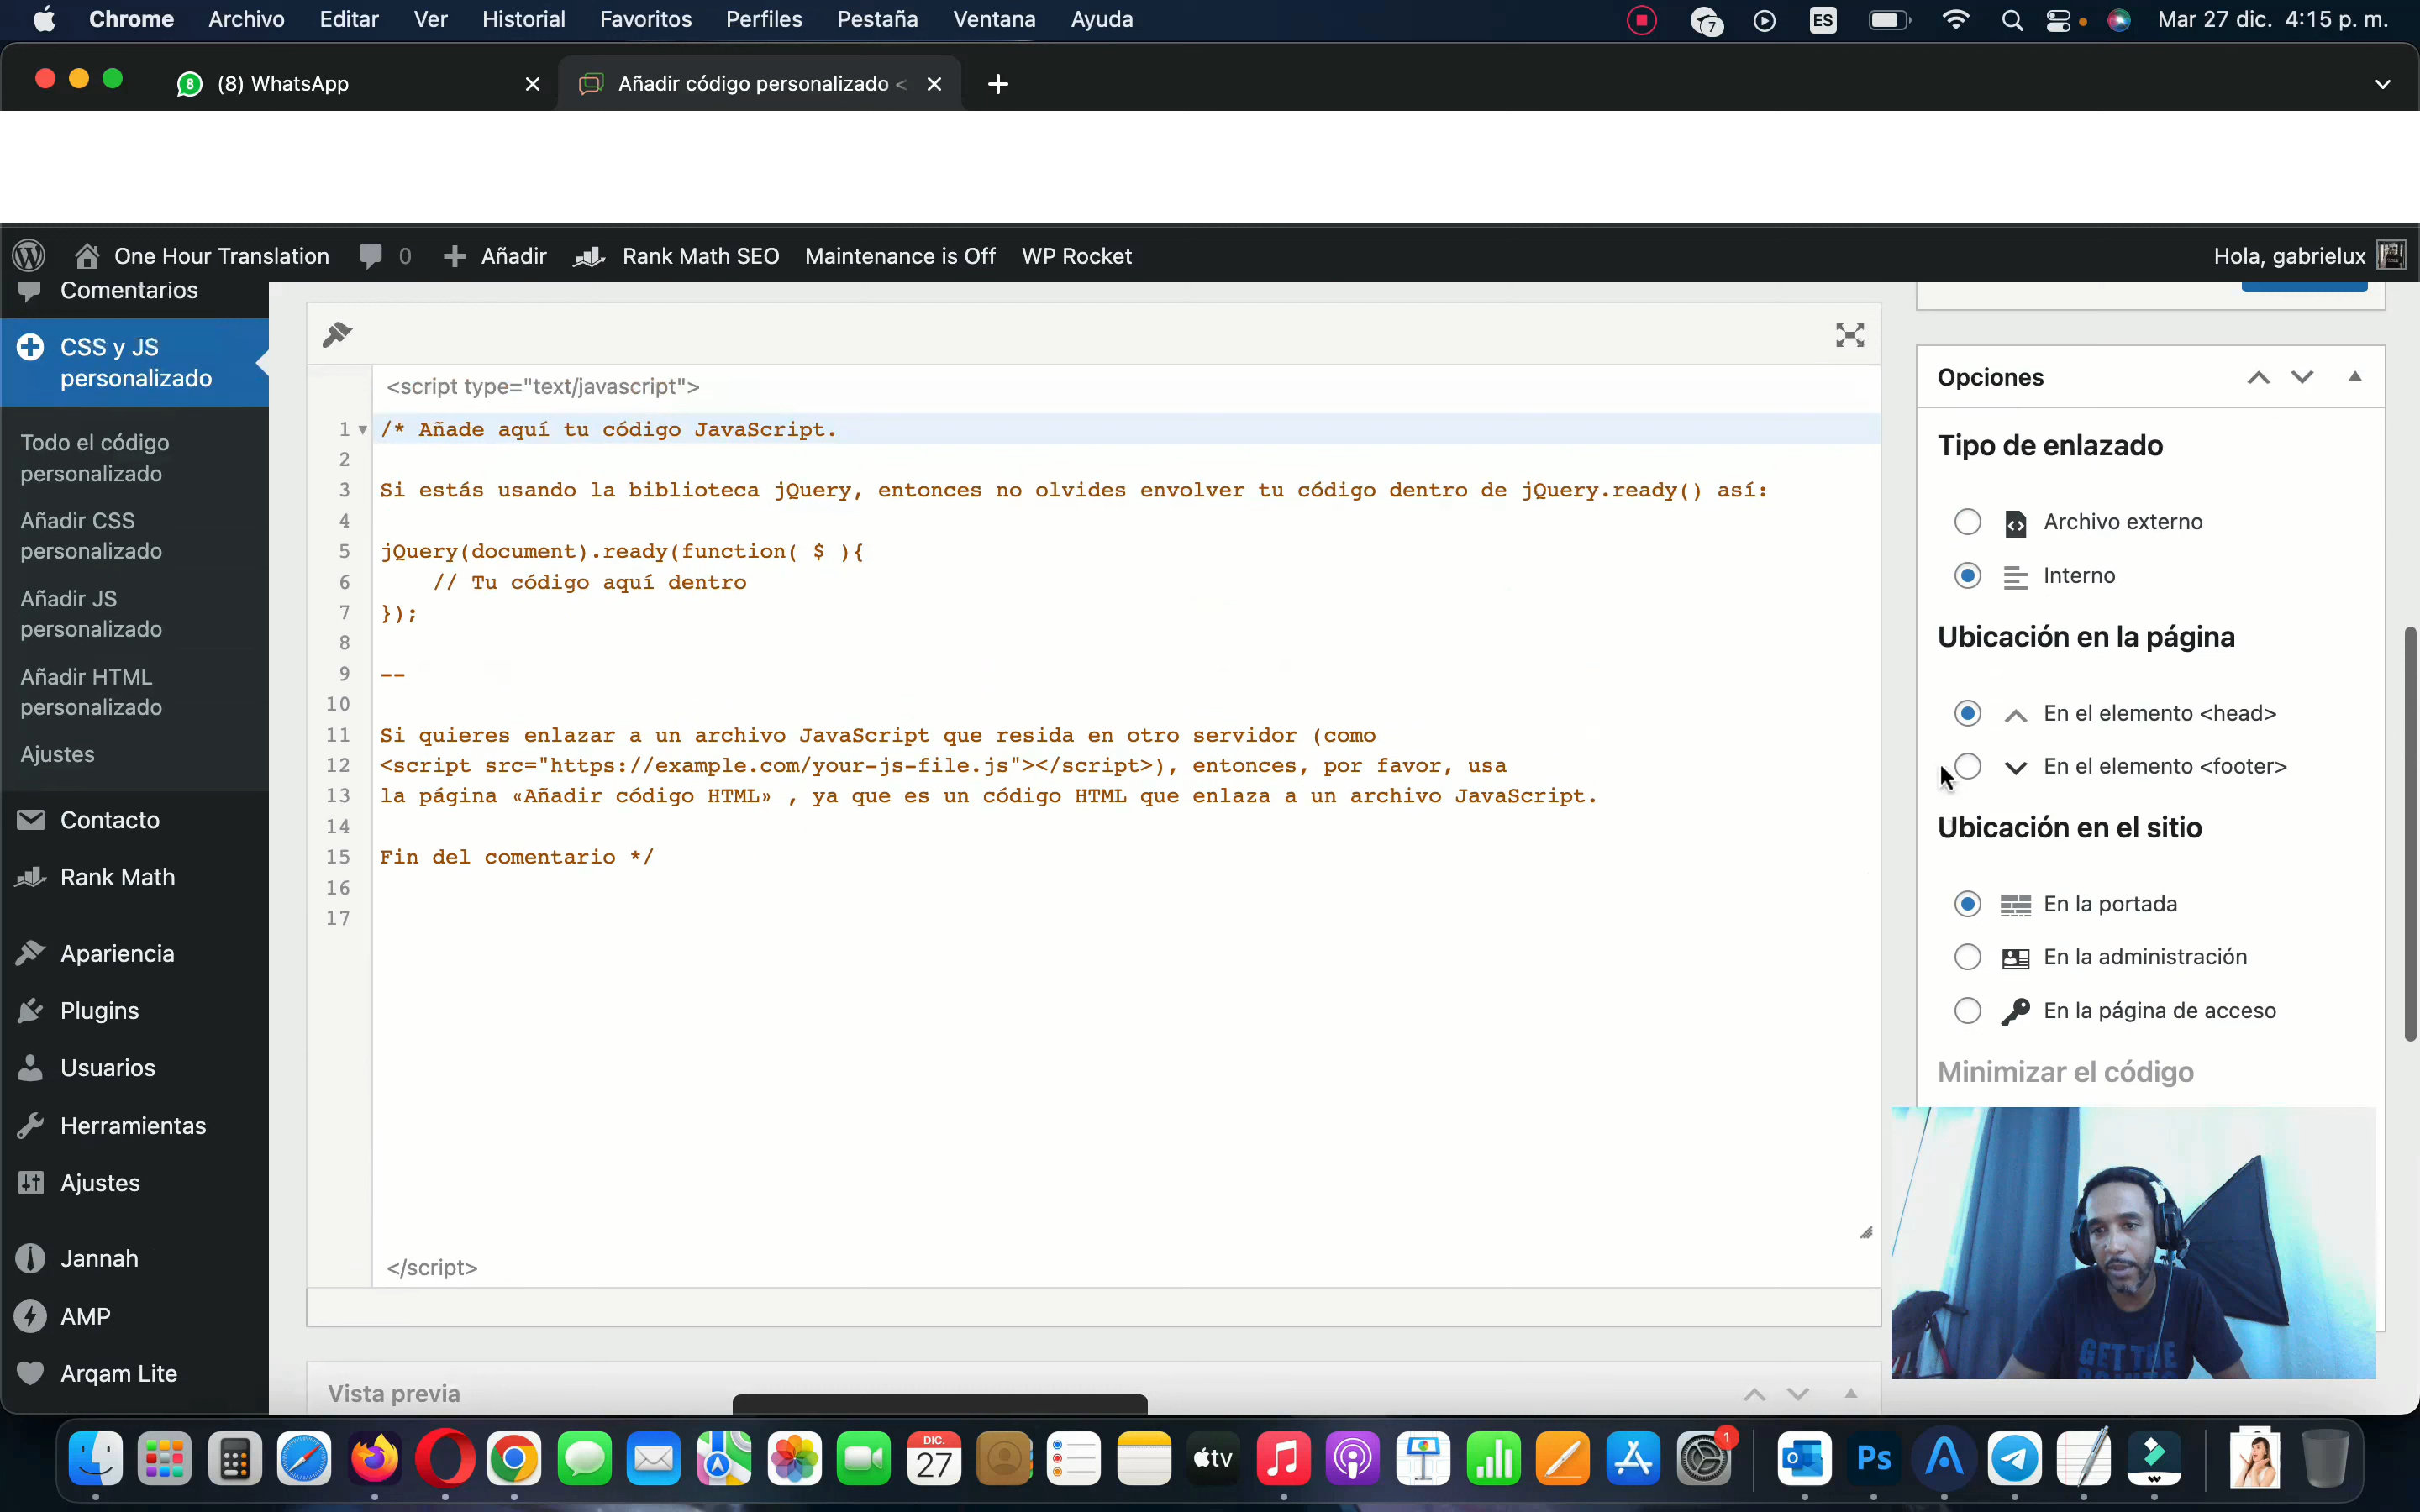 Chrome Archivo Editar Ver Historial Favoritos Perfiles Pestaña Ventana Ayuda 7 ES Mar 27 dic. 4:15 p. m.
8 (8) WhatsApp Añadir código personalizado <
One Hour Translation 0 Añadir Rank Math SEO Maintenance is Off WP Rocket Hola, gabrielux
Comentarios
CSS y JS
personalizado
Todo el código
personalizado
Añadir CSS
personalizado
Añadir JS
personalizado
Añadir HTML
personalizado
Ajustes
Contacto
Rank Math
Apariencia
Plugins
Usuarios
Herramientas
Ajustes
Jannah
AMP
Arqam Lite
<script type="text/javascript">
1 /* Añade aquí tu código JavaScript.
2
3 Si estás usando la biblioteca jQuery, entonces no olvides envolver tu código dentro de jQuery.ready() así:
4
5 jQuery(document).ready(function( $ ){
6 // Tu código aquí dentro
7 });
8
9 --
10
11 Si quieres enlazar a un archivo JavaScript que resida en otro servidor (como
12 <script src="https://example.com/your-js-file.js"></script>), entonces, por favor, usa
13 la página «Añadir código HTML» , ya que es un código HTML que enlaza a un archivo JavaScript.
14
15 Fin del comentario */
16
17
</script>
Vista previa
Opciones
Tipo de enlazado
Archivo externo
Interno
Ubicación en la página
En el elemento <head>
En el elemento <footer>
Ubicación en el sitio
En la portada
En la administración
En la página de acceso
Minimizar el código
GET THE
DIC.
27
tv
1
Ps